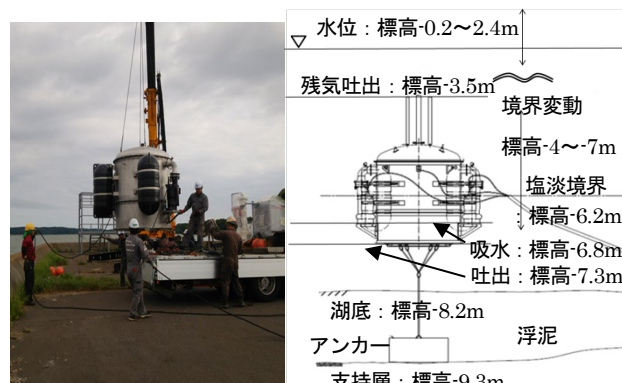 水位：標高-0.2～2.4m
残気吐出：標高-3.5m
境界変動
標高-4～-7m
塩淡境界
：標高-6.2m
吸水：標高-6.8m
吐出：標高-7.3m
湖底：標高-8.2m
アンカー
浮泥
支持層：標高-9.3m